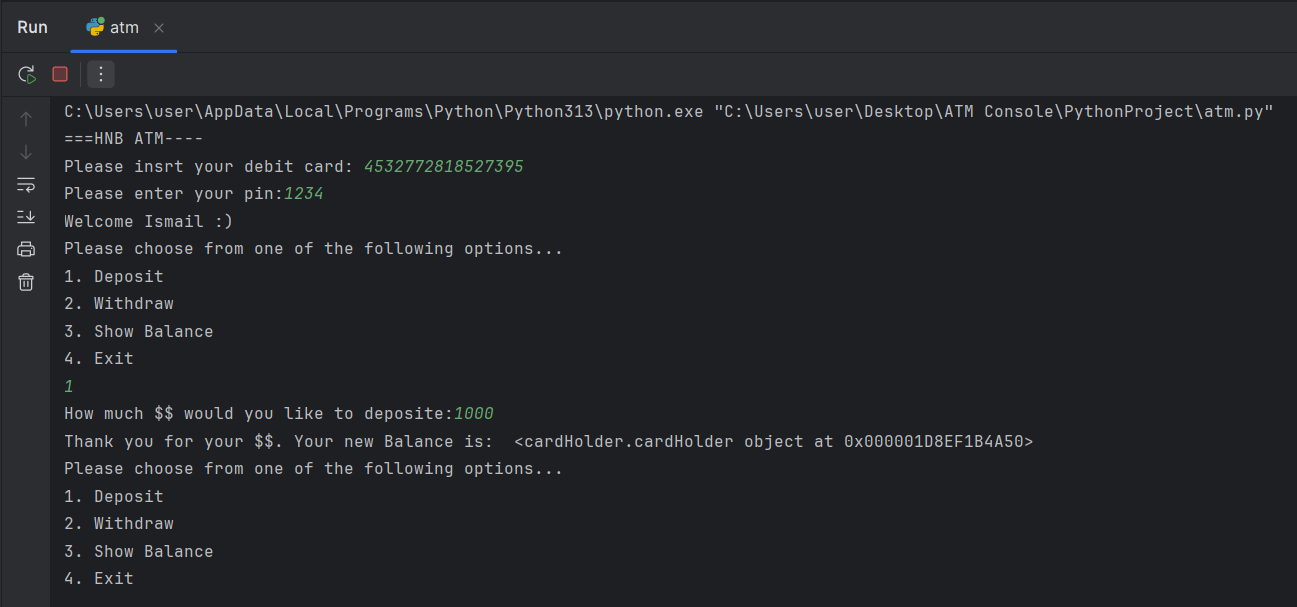 Run atm
C:\Users\user\AppData\Local\Programs\Python\Python313\python.exe "C:\Users\user\Desktop\ATM Console\PythonProject\atm.py"
===HNB ATM----
Please insrt your debit card: 4532772818527395
Please enter your pin:1234
Welcome Ismail :)
Please choose from one of the following options...
1. Deposit
2. Withdraw
3. Show Balance
4. Exit
1
How much $$ would you like to deposite:1000
Thank you for your $$. Your new Balance is:  <cardHolder.cardHolder object at 0x000001D8EF1B4A50>
Please choose from one of the following options...
1. Deposit
2. Withdraw
3. Show Balance
4. Exit